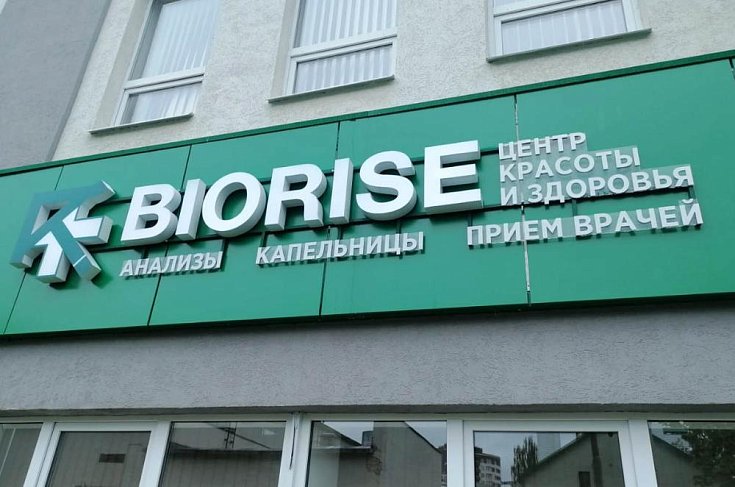 BIORISE
ЦЕНТР
КРАСОТЫ
И ЗДОРОВЬЯ
АНАЛИЗЫ КАПЕЛЬНИЦЫ ПРИЕМ ВРАЧЕЙ